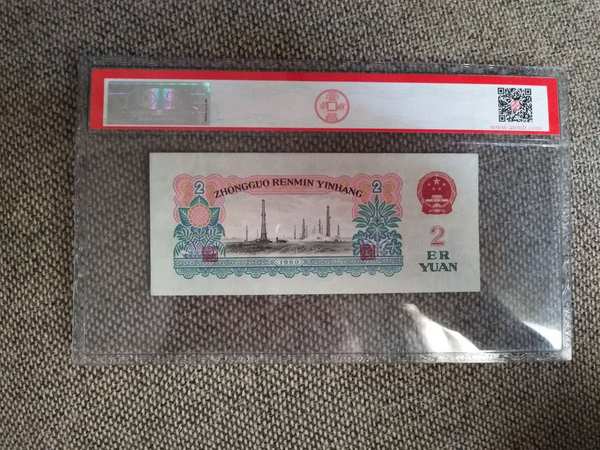 2
ZHONGGUO RENMIN YINHANG
2
1960
2
ER
YUAN